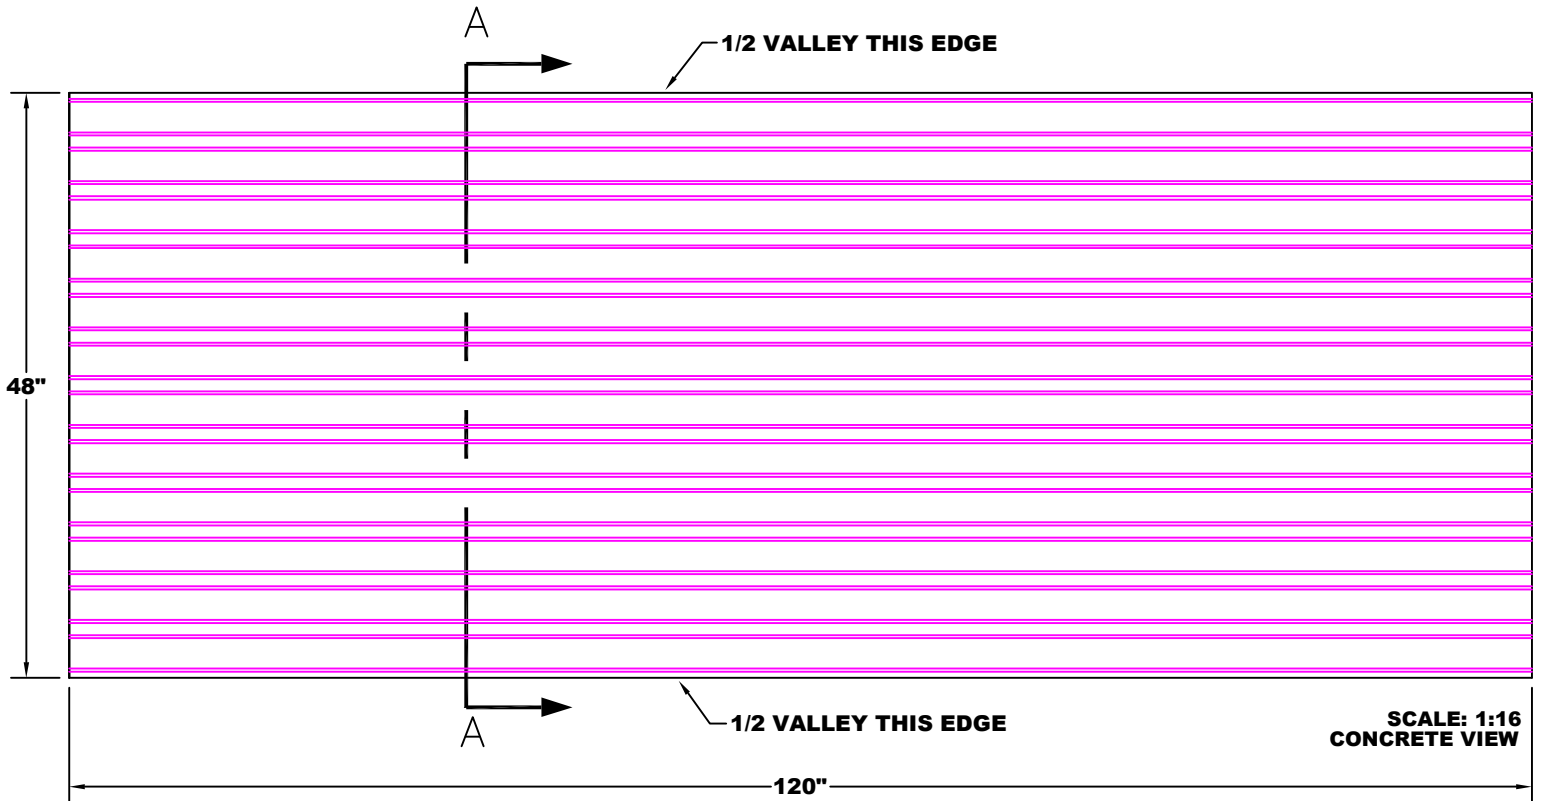 A
1/2 VALLEY THIS EDGE
48"
1/2 VALLEY THIS EDGE
A
SCALE: 1:16
CONCRETE VIEW
120"